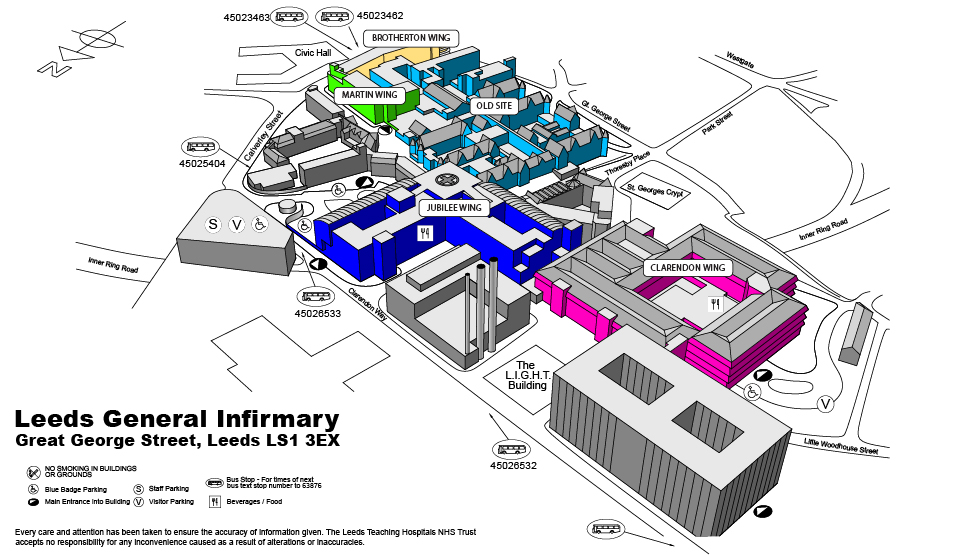 45023463
45023462
BROTHERTON WING
Civic Hall
N
MARTIN WING
OLD SITE
Westgate
Gt. George Street
Park Street
Calverley Street
45025404
Thoresby Place
St. Georges Crypt
JUBILEE WING
S
V
Inner Ring Road
Inner Ring Road
CLARENDON WING
45026533
Clarendon Way
The
L.I.G.H.T.
Building
V
Little Woodhouse Street
45026532
Leeds General Infirmary
Great George Street, Leeds LS1 3EX
NO SMOKING IN BUILDINGS
OR GROUNDS
Bus Stop - For times of next
bus text stop number to 63876
Blue Badge Parking
S Staff Parking
Main Entrance into Building
V Visitor Parking
Beverages / Food
Every care and attention has been taken to ensure the accuracy of information given. The Leeds Teaching Hospitals NHS Trust
accepts no responsibility for any inconvenience caused as a result of alterations or inaccuracies.